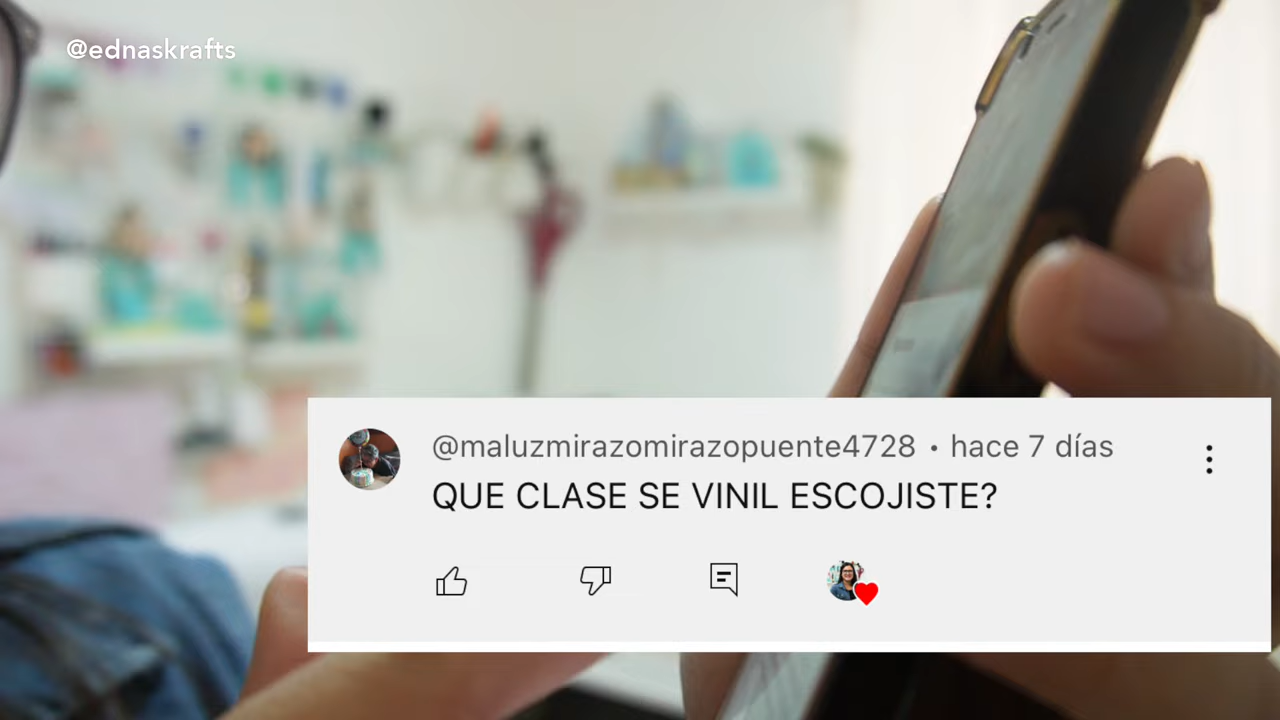 @ednaskrafts
@maluzmirazomirazopuente4728 • hace 7 días
QUE CLASE SE VINIL ESCOJISTE?